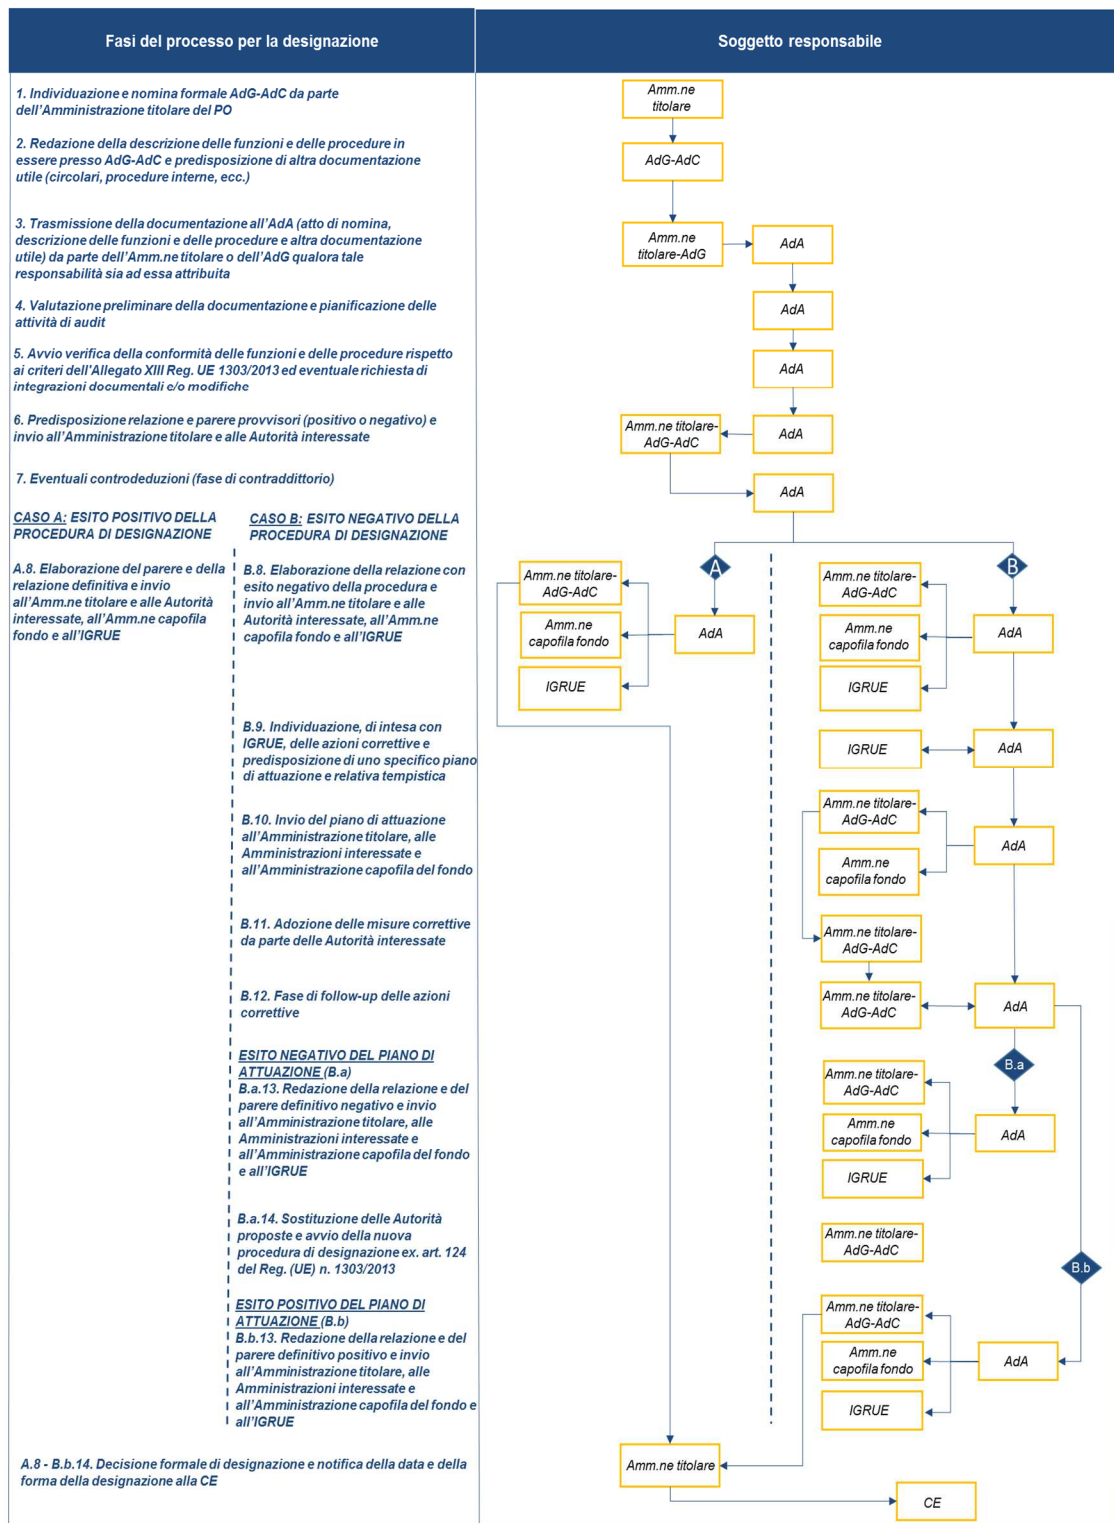 Fasi del processo per la designazione
Soggetto responsabile
1. Individuazione e nomina formale AdG-AdC da parte
dell'Amministrazione titolare del PO
2. Redazione della descrizione delle funzioni e delle procedure in
essere presso AdG-AdC e predisposizione di altra documentazione
utile (circolari, procedure interne, ecc.)
3. Trasmissione della documentazione all'AdA (atto di nomina,
descrizione delle funzioni e delle procedure e altra documentazione
utile) da parte dell'Amm.ne titolare o dell'AdG qualora tale
responsabilità sia ad essa attribuita
4. Valutazione preliminare della documentazione e pianificazione delle
attività di audit
5. Avvio verifica della conformità delle funzioni e delle procedure rispetto
ai criteri dell'Allegato XIII Reg. UE 1303/2013 ed eventuale richiesta di
integrazioni documentali e/o modifiche
6. Predisposizione relazione e parere provvisori (positivo o negativo) e
invio all'Amministrazione titolare e alle Autorità interessate
7. Eventuali controdeduzioni (fase di contraddittorio)
CASO A: ESITO POSITIVO DELLA
PROCEDURA DI DESIGNAZIONE
A.8. Elaborazione del parere e della
relazione definitiva e invio
all'Amm.ne titolare e alle Autorità
interessate, all'Amm.ne capofila
fondo e all'IGRUE
CASO B: ESITO NEGATIVO DELLA
PROCEDURA DI DESIGNAZIONE
B.8. Elaborazione della relazione con
esito negativo della procedura e
invio all'Amm.ne titolare e alle
Autorità interessate, all'Amm.ne
capofila fondo e all'IGRUE
B.9. Individuazione, di intesa con
IGRUE, delle azioni correttive e
predisposizione di uno specifico piano
di attuazione e relativa tempistica
B.10. Invio del piano di attuazione
all'Amministrazione titolare, alle
Amministrazioni interessate e
all'Amministrazione capofila del fondo
B.11. Adozione delle misure correttive
da parte delle Autorità interessate
B.12. Fase di follow-up delle azioni
correttive
ESITO NEGATIVO DEL PIANO DI
ATTUAZIONE (B.a)
B.a.13. Redazione della relazione e del
parere definitivo negativo e invio
all'Amministrazione titolare, alle
Amministrazioni interessate e
all'Amministrazione capofila del fondo
e all'IGRUE
B.a.14. Sostituzione delle Autorità
proposte e avvio della nuova
procedura di designazione ex. art. 124
del Reg. (UE) n. 1303/2013
ESITO POSITIVO DEL PIANO DI
ATTUAZIONE (B.b)
B.b.13. Redazione della relazione e del
parere definitivo positivo e invio
all'Amministrazione titolare, alle
Amministrazioni interessate e
all'Amministrazione capofila del fondo e
all'IGRUE
A.8 - B.b.14. Decisione formale di designazione e notifica della data e della
forma della designazione alla CE
Amm.ne
titolare
AdG-AdC
Amm.ne
titolare-AdG
AdA
AdA
AdA
Amm.ne titolare-
AdG-AdC
AdA
AdA
A
B
Amm.ne titolare-
AdG-AdC
Amm.ne
capofila fondo
IGRUE
AdA
Amm.ne titolare-
AdG-AdC
Amm.ne
capofila fondo
IGRUE
AdA
IGRUE
AdA
Amm.ne titolare-
AdG-AdC
Amm.ne
capofila fondo
AdA
Amm.ne titolare-
AdG-AdC
Amm.ne titolare-
AdG-AdC
AdA
B.a
Amm.ne titolare-
AdG-AdC
Amm.ne
capofila fondo
IGRUE
AdA
Amm.ne titolare-
AdG-AdC
B.b
Amm.ne titolare-
AdG-AdC
Amm.ne
capofila fondo
IGRUE
AdA
Amm.ne titolare
CE